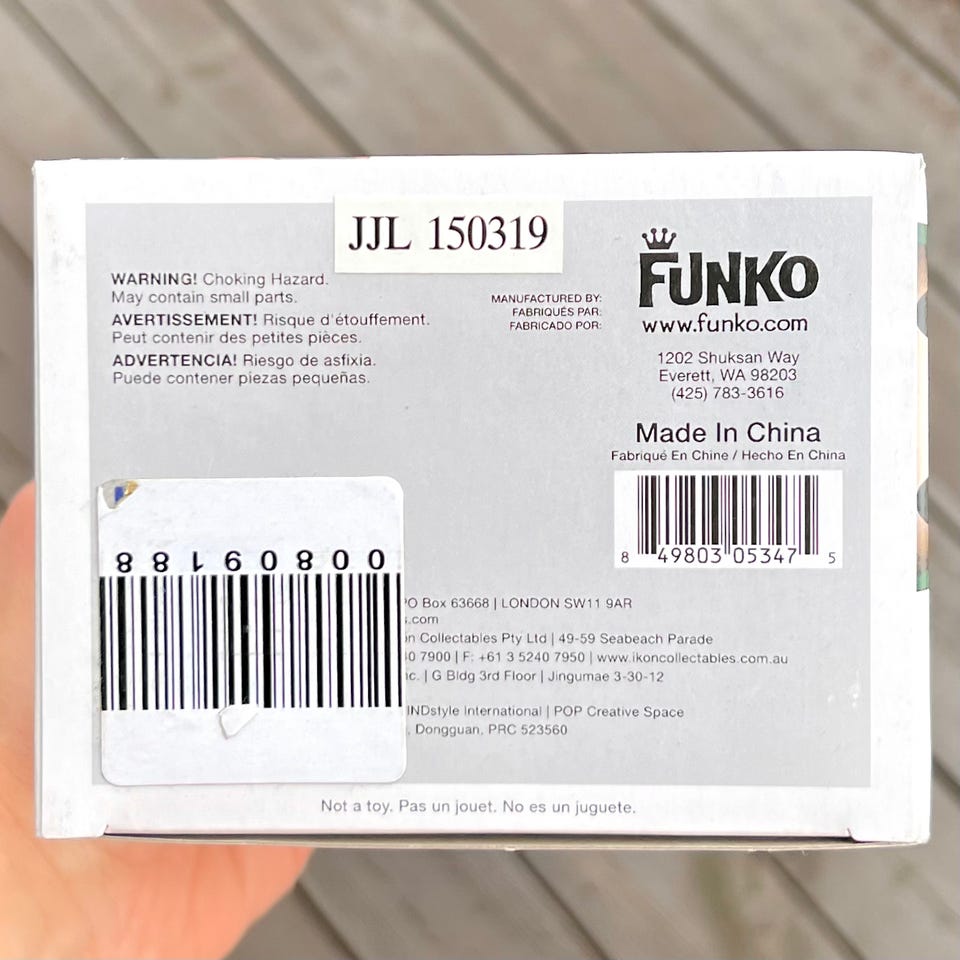 JJL 150319
WARNING! Choking Hazard.
May contain small parts.
AVERTISSEMENT! Risque d'étouffement.
Peut contenir des petites pièces.
ADVERTENCIA! Riesgo de asfixia.
Puede contener piezas pequeñas.
MANUFACTURED BY:
FABRIQUÉS PAR:
FABRICADO POR:
FUNKO
www.funko.com
1202 Shuksan Way
Everett, WA 98203
(425) 783-3616
Made In China
Fabriqué En Chine / Hecho En China
8 49803 05347 5
00809188
PO Box 63668 | LONDON SW11 9AR
.com
Collectables Pty Ltd | 49-59 Seabeach Parade
7900 | F: +61 3 5240 7950 | www.ikoncollectables.com.au
| G Bldg 3rd Floor | Jingumae 3-30-12
INDstyle International | POP Creative Space
, Dongguan, PRC 523560
Not a toy. Pas un jouet. No es un juguete.